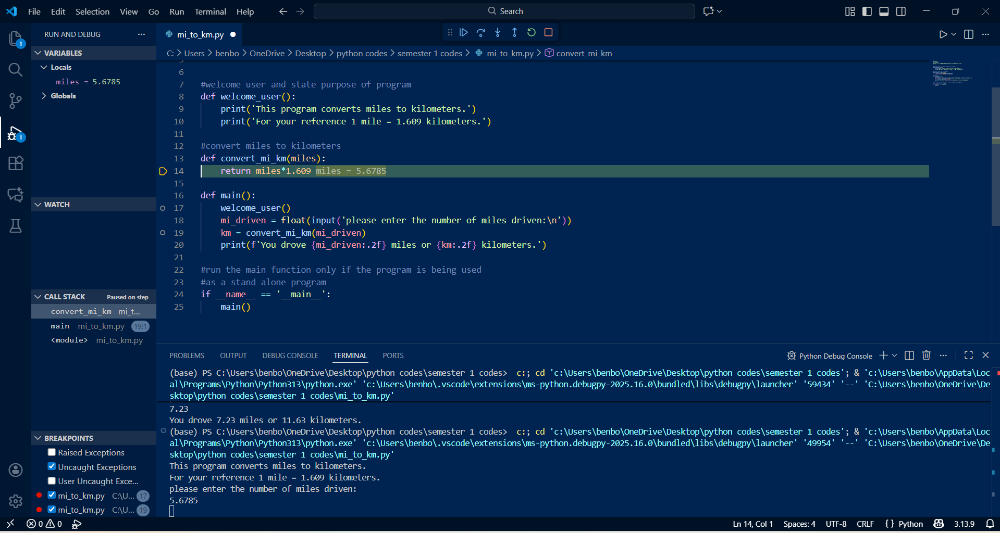 File Edit Selection View Go Run Terminal Help
Search
RUN AND DEBUG
mi_to_km.py
C: > Users > benbo > OneDrive > Desktop > python codes > semester 1 codes > mi_to_km.py > convert_mi_km
VARIABLES
Locals
miles = 5.6785
Globals
WATCH
CALL STACK Paused on step
convert_mi_km mi_t...
main mi_to_km.py 19:1
<module> mi_to_km.py
BREAKPOINTS
Raised Exceptions
Uncaught Exceptions
User Uncaught Exce...
mi_to_km.py C:\U... 17
mi_to_km.py C:\U... 19
6
7 #welcome user and state purpose of program
8 def welcome_user():
9 print('This program converts miles to kilometers.')
10 print('For your reference 1 mile = 1.609 kilometers.')
11
12 #convert miles to kilometers
13 def convert_mi_km(miles):
14 return miles*1.609 miles = 5.6785
15
16 def main():
17 welcome_user()
18 mi_driven = float(input('please enter the number of miles driven:\n'))
19 km = convert_mi_km(mi_driven)
20 print(f'You drove {mi_driven:.2f} miles or {km:.2f} kilometers.')
21
22 #run the main function only if the program is being used
23 #as a stand alone program
24 if __name__ == '__main__':
25 main()
PROBLEMS OUTPUT DEBUG CONSOLE TERMINAL PORTS
Python Debug Console
(base) PS C:\Users\benbo\OneDrive\Desktop\python codes\semester 1 codes> c:; cd 'c:\Users\benbo\OneDrive\Desktop\python codes\semester 1 codes'; & 'c:\Users\benbo\AppData\Loc
al\Programs\Python\Python313\python.exe' 'c:\Users\benbo\.vscode\extensions\ms-python.debugpy-2025.16.0\bundled\libs\debugpy\launcher' '59434' '--' 'C:\Users\benbo\OneDrive\De
sktop\python codes\semester 1 codes\mi_to_km.py'
7.23
You drove 7.23 miles or 11.63 kilometers.
(base) PS C:\Users\benbo\OneDrive\Desktop\python codes\semester 1 codes> c:; cd 'c:\Users\benbo\OneDrive\Desktop\python codes\semester 1 codes'; & 'c:\Users\benbo\AppData\Loc
al\Programs\Python\Python313\python.exe' 'c:\Users\benbo\.vscode\extensions\ms-python.debugpy-2025.16.0\bundled\libs\debugpy\launcher' '49954' '--' 'C:\Users\benbo\OneDrive\De
sktop\python codes\semester 1 codes\mi_to_km.py'
This program converts miles to kilometers.
For your reference 1 mile = 1.609 kilometers.
please enter the number of miles driven:
5.6785
0 0
Ln 14, Col 1 Spaces: 4 UTF-8 CRLF {} Python 3.13.9